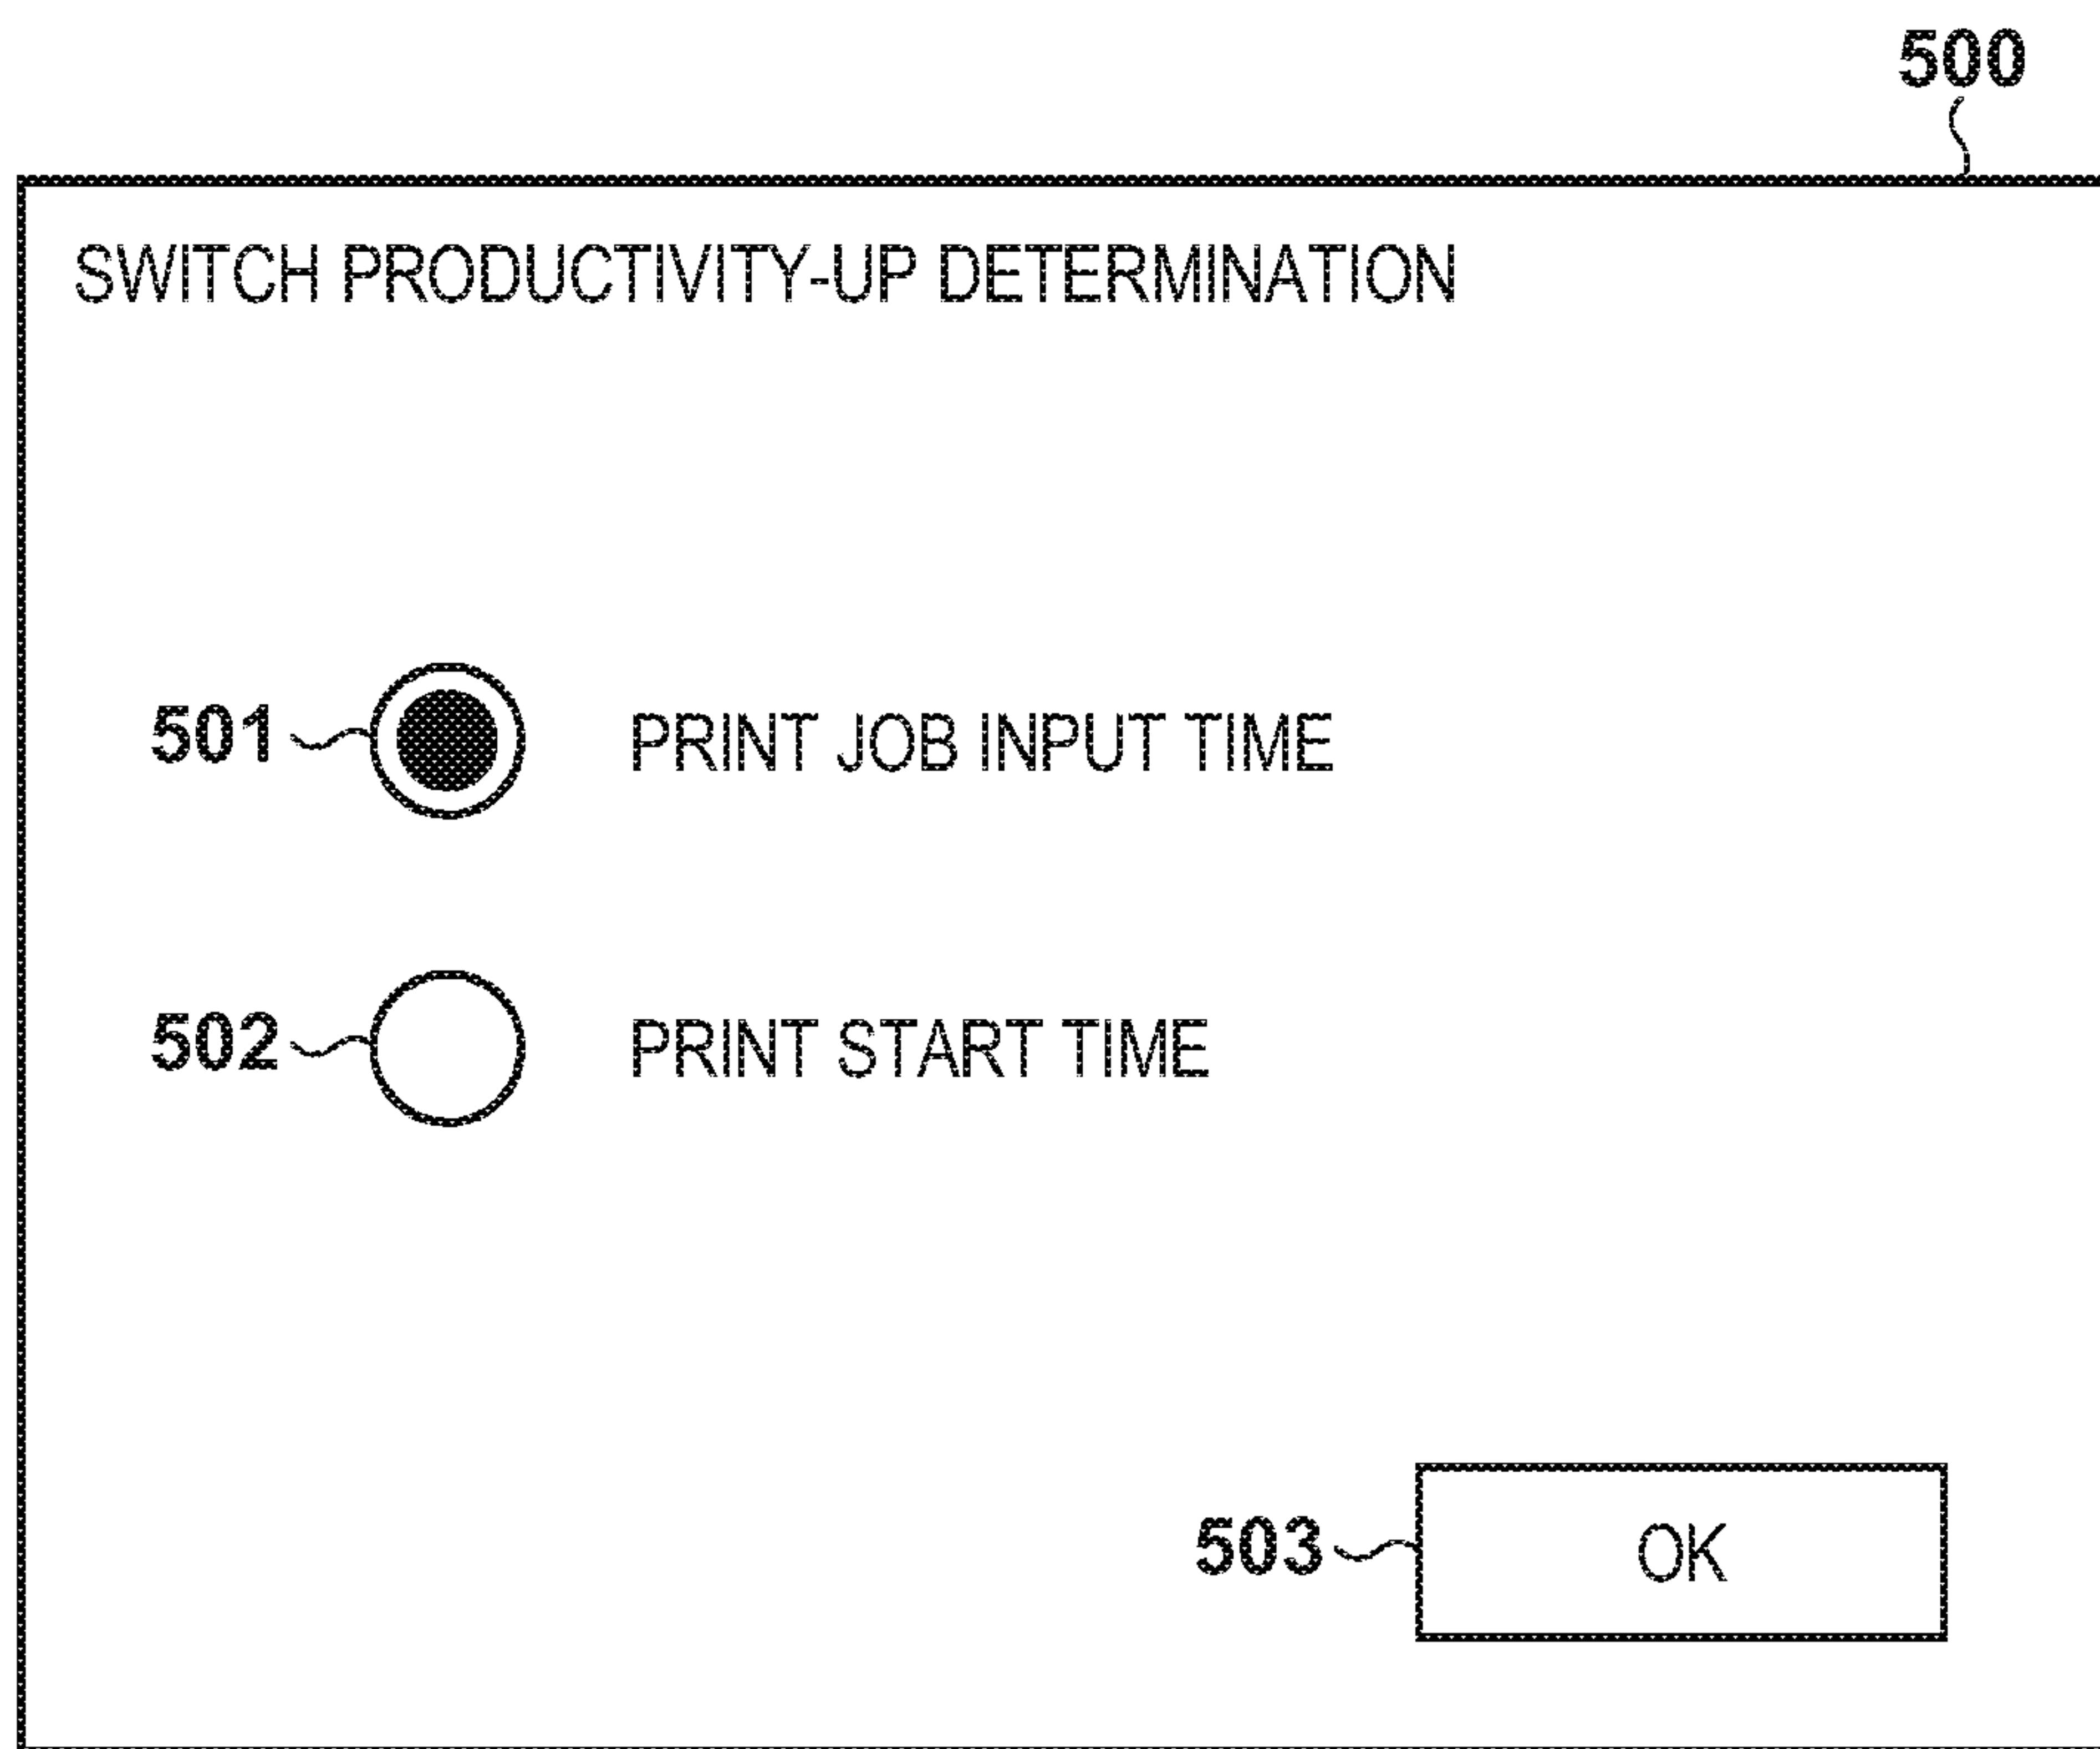 500
SWITCH PRODUCTIVITY-UP DETERMINATION
501 PRINT JOB INPUT TIME
502 PRINT START TIME
503 OK